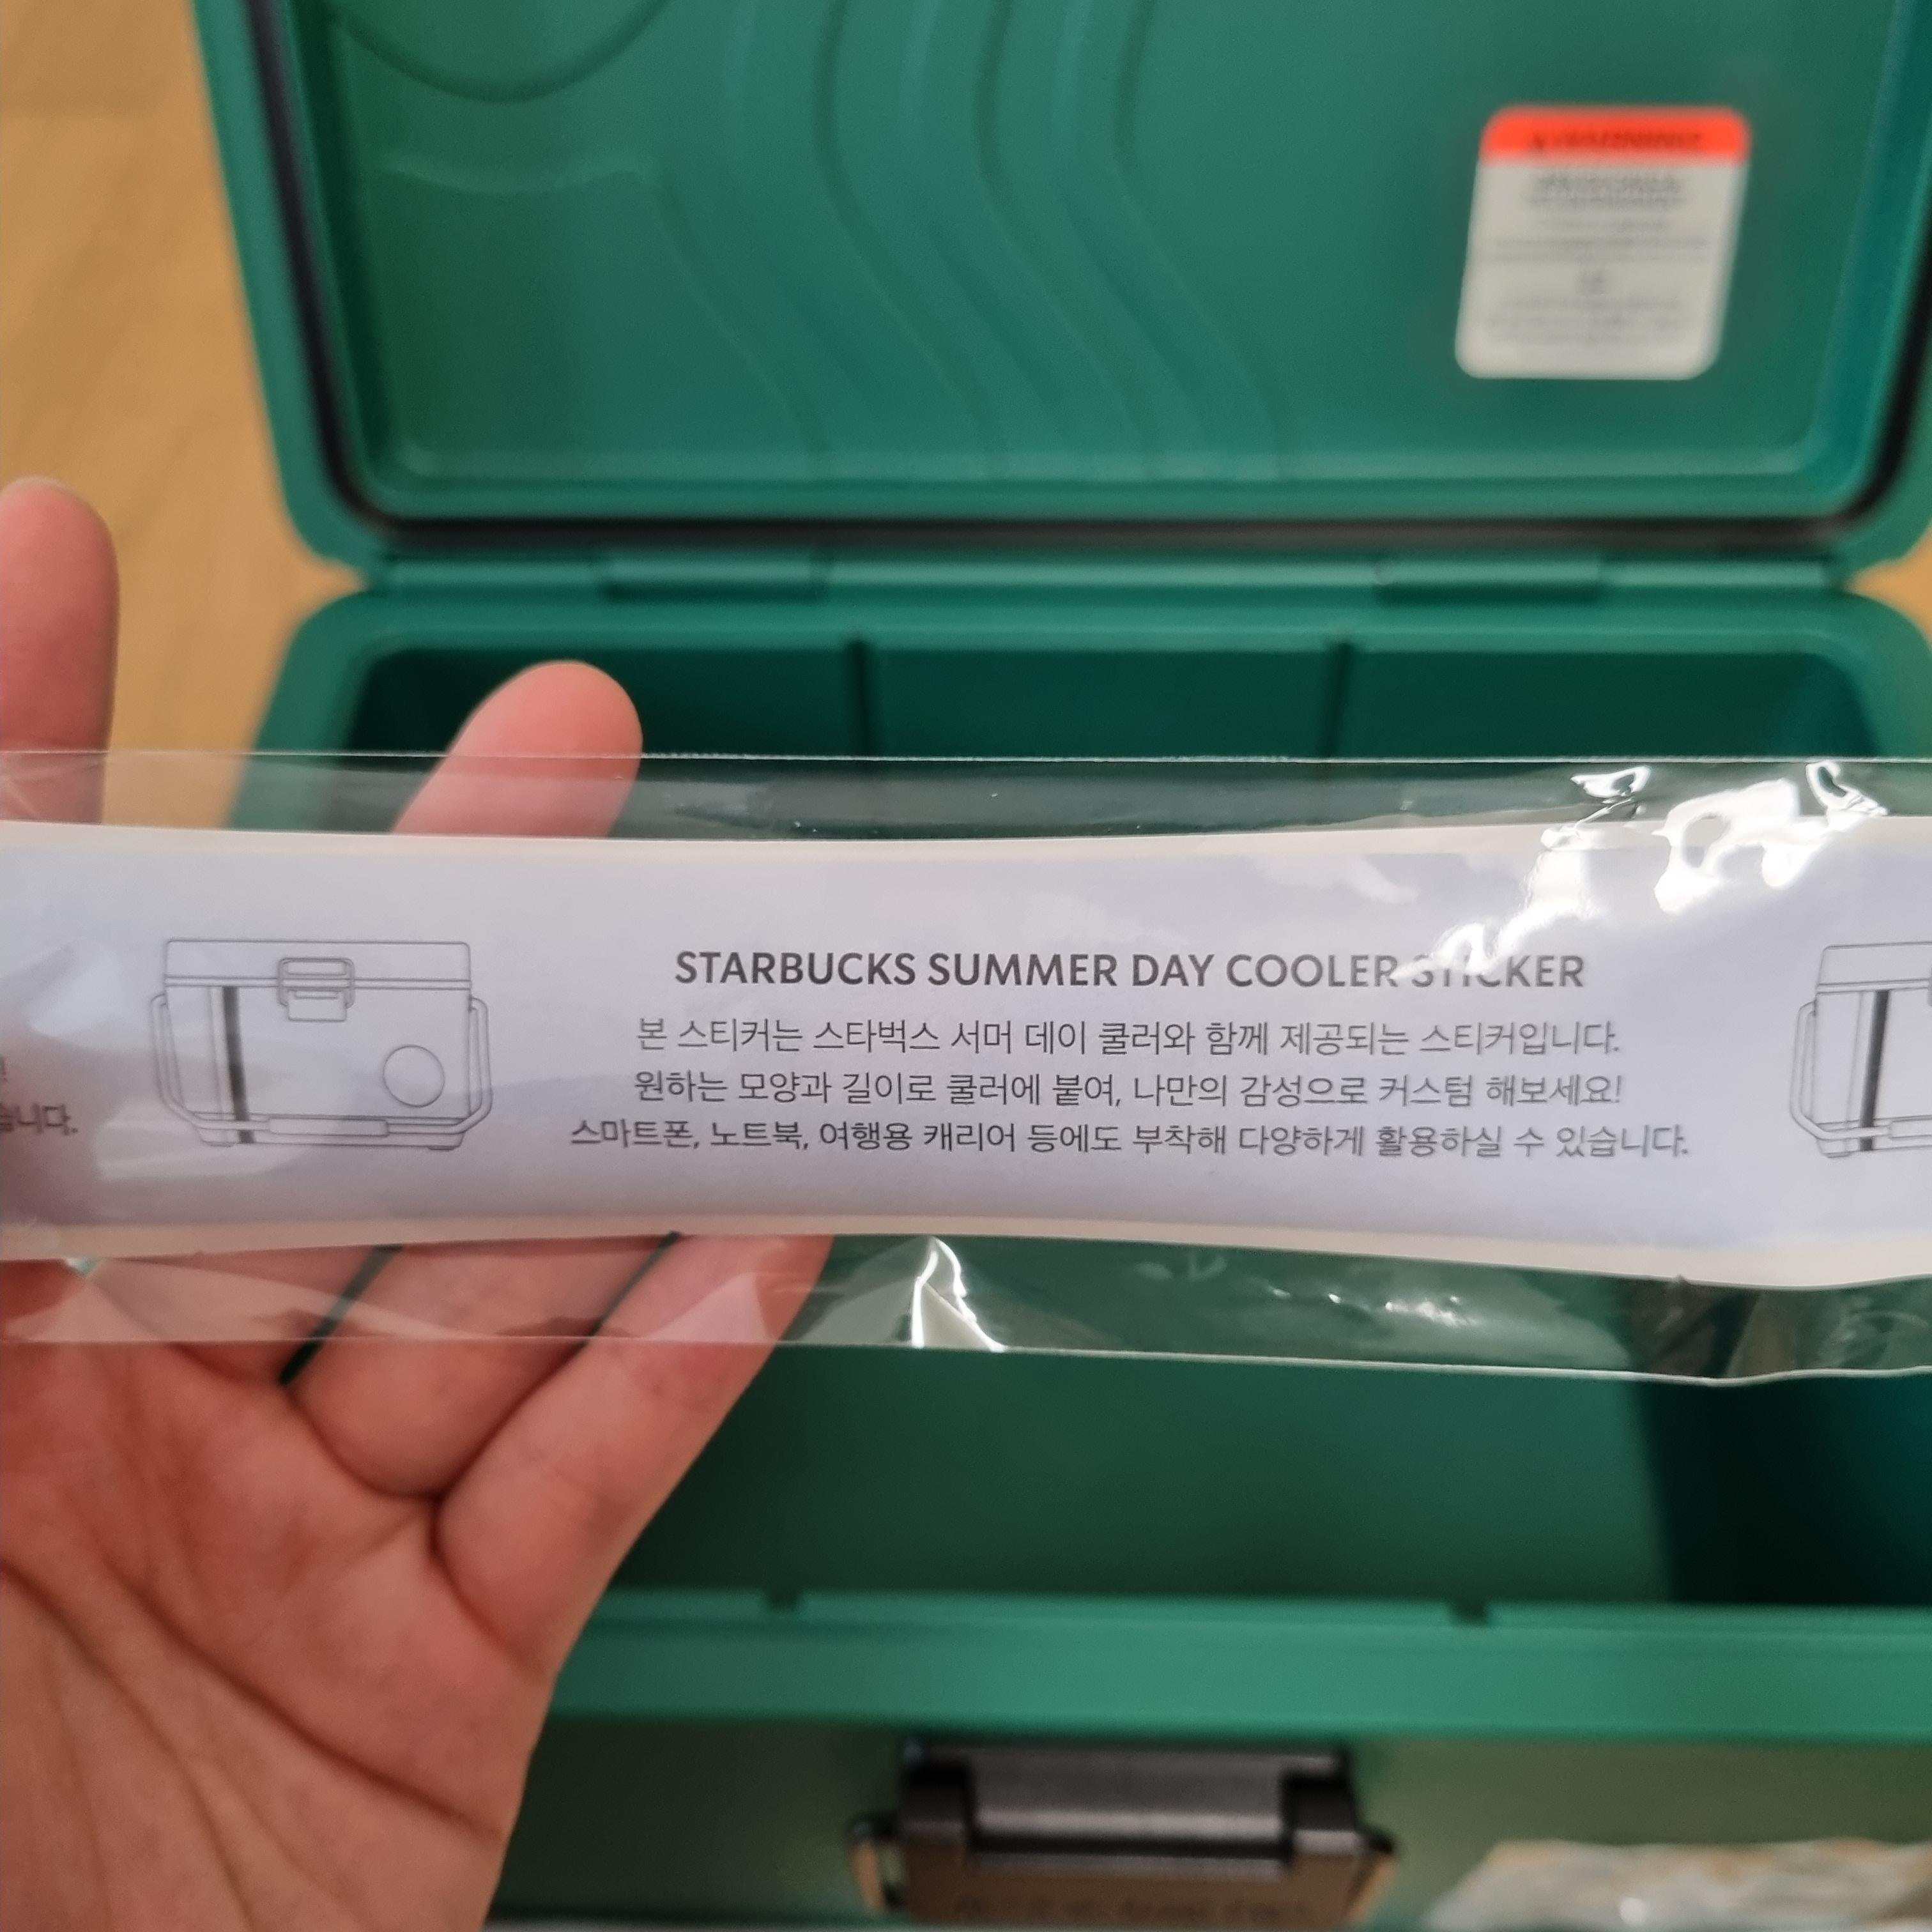 WARNING!
STARBUCKS SUMMER DAY COOLER STICKER
본 스티커는 스타벅스 서머 데이 쿨러와 함께 제공되는 스티커입니다.
원하는 모양과 길이로 쿨러에 붙여, 나만의 감성으로 커스텀 해보세요!
스마트폰, 노트북, 여행용 캐리어 등에도 부착해 다양하게 활용하실 수 있습니다.
습니다.